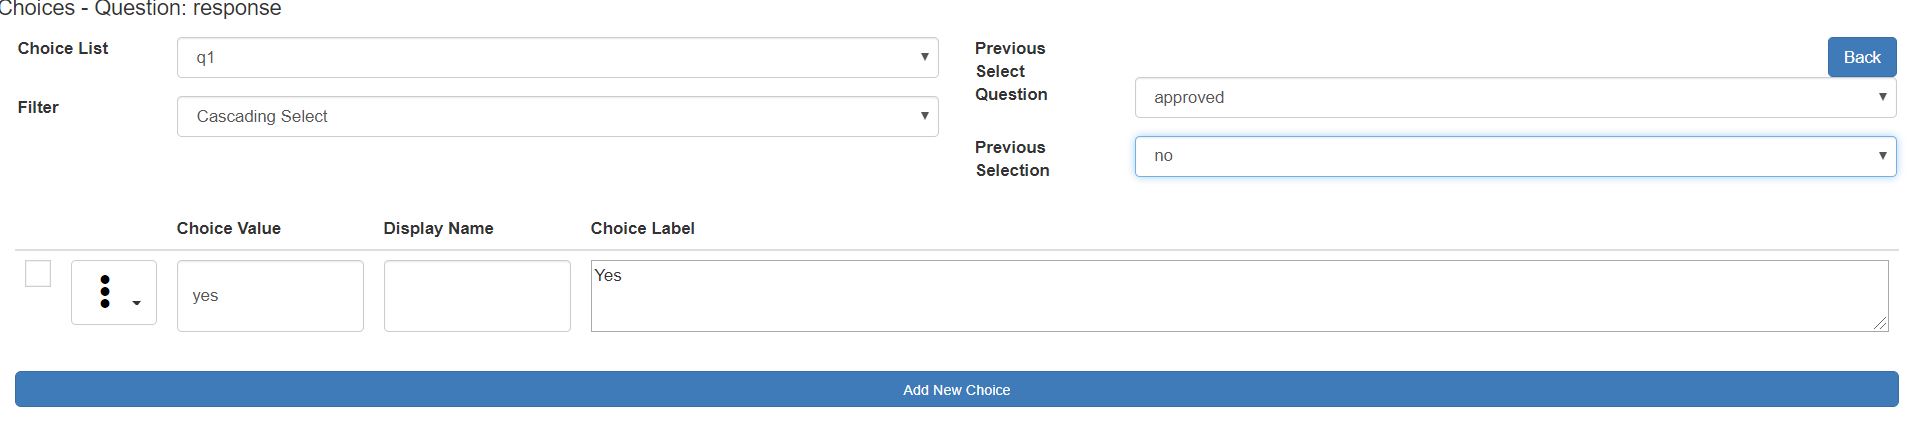 Choices - Question: response
Choice List
q1
Previous
Select
Question
Back
approved
Filter
Cascading Select
Previous
Selection
no
Choice Value Display Name Choice Label
yes
Yes
Add New Choice